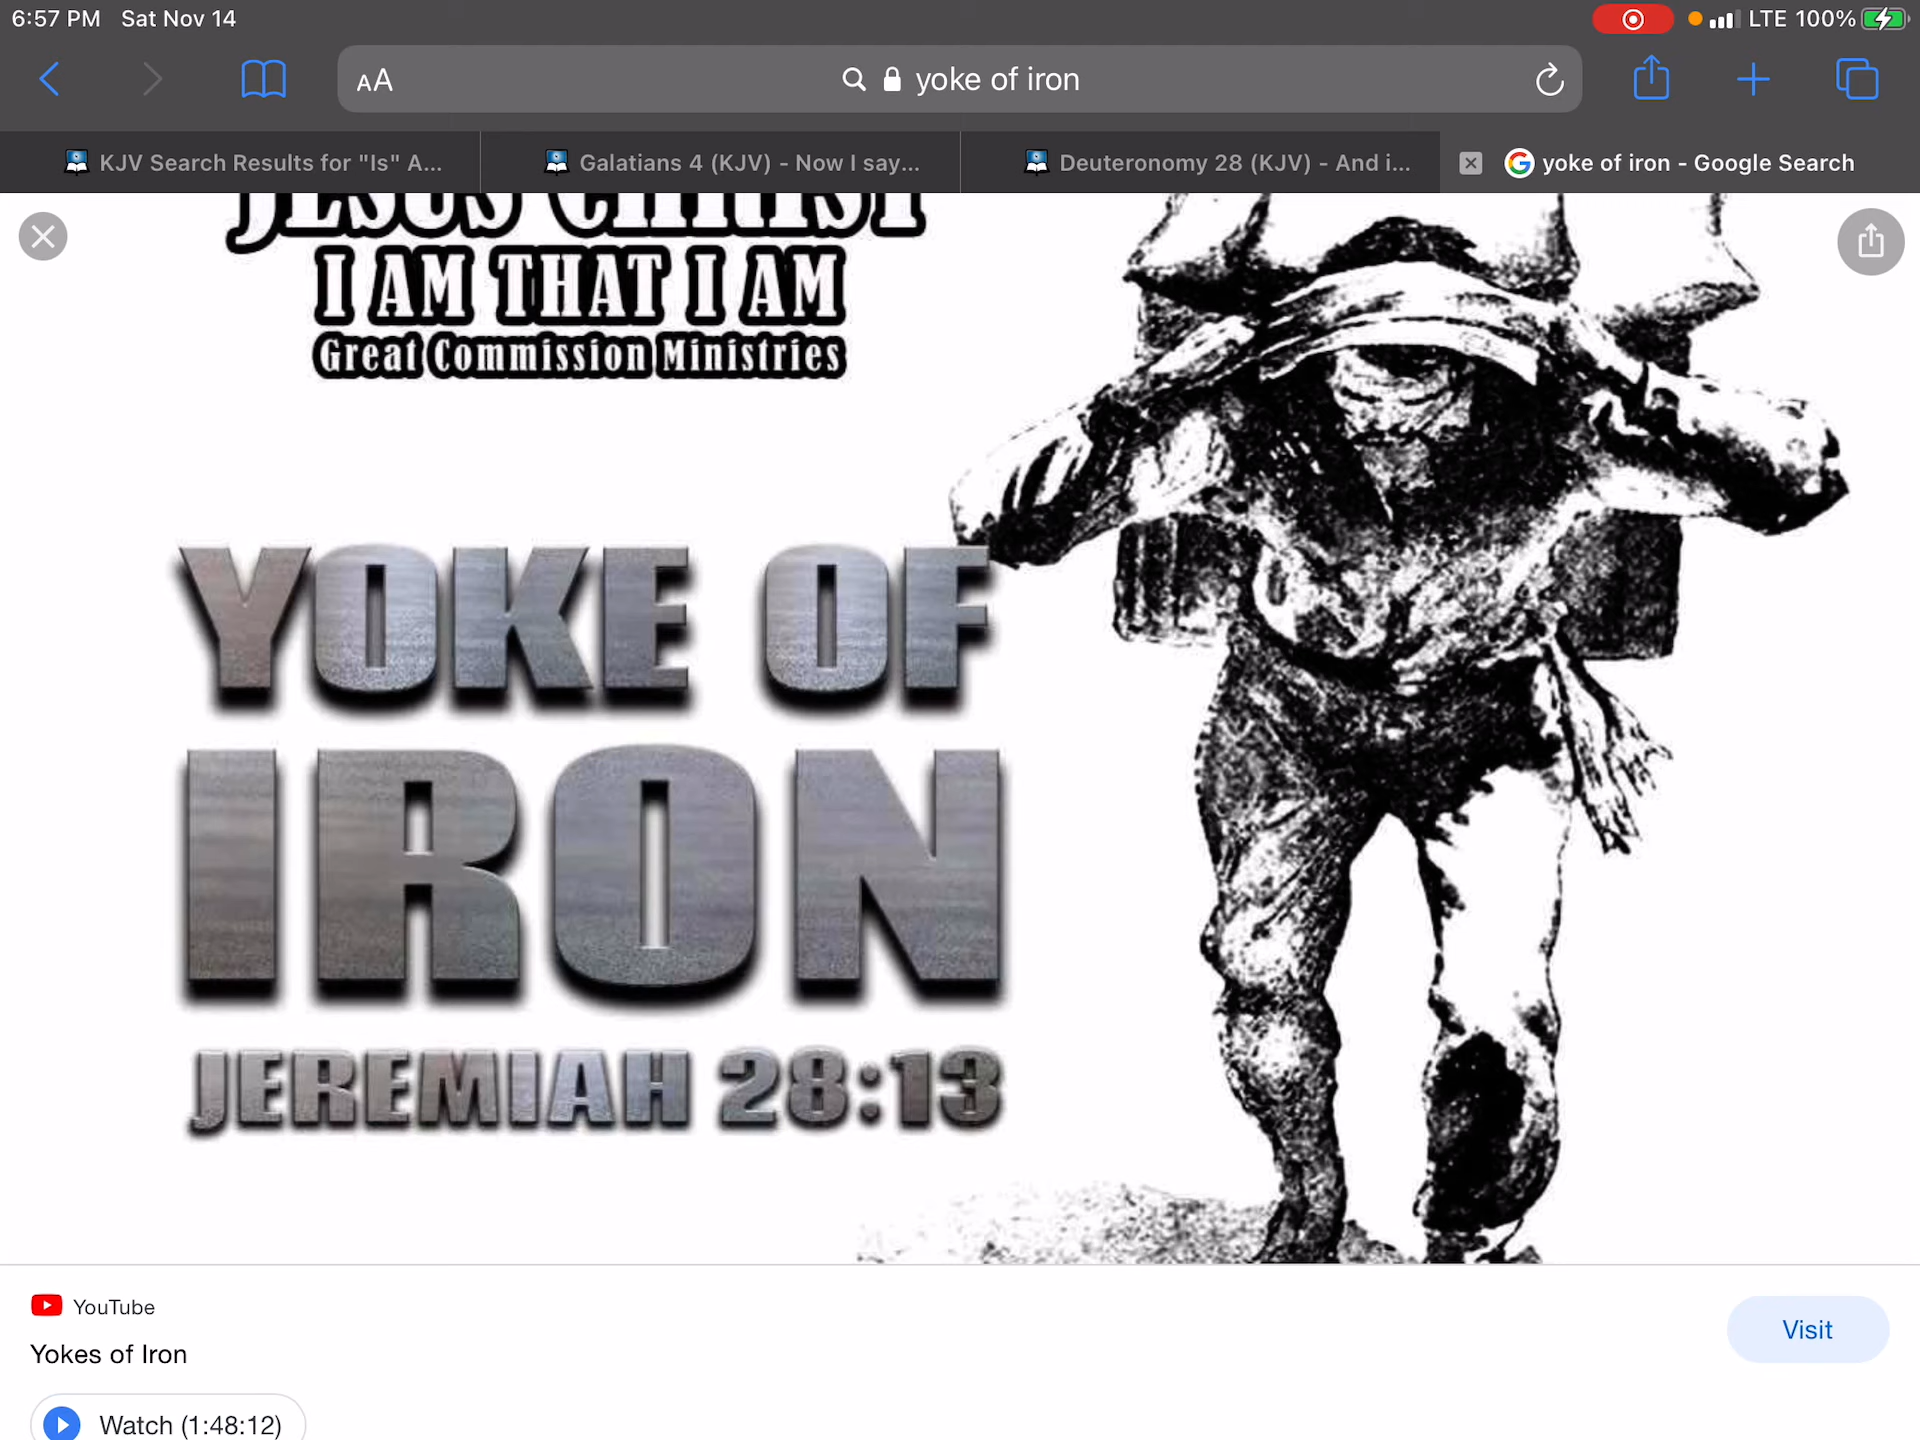 6:57 PM Sat Nov 14
LTE 100%
AA
yoke of iron
KJV Search Results for "Is" A...
Galatians 4 (KJV) - Now I say...
Deuteronomy 28 (KJV) - And i...
yoke of iron - Google Search
JESUS CHRIST
I AM THAT I AM
Great Commission Ministries
YOKE OF
IRON
JEREMIAH 28:13
YouTube
Yokes of Iron
Visit
Watch (1:48:12)